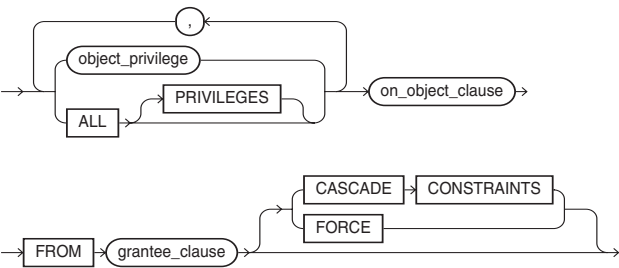 ,
object_privilege
PRIVILEGES
ALL
on_object_clause
CASCADE CONSTRAINTS
FORCE
FROM grantee_clause